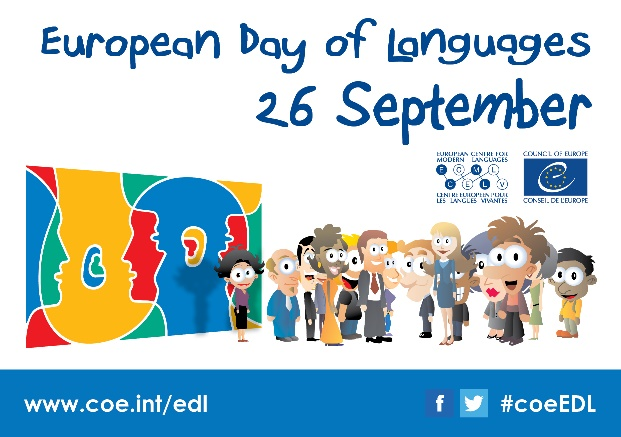 European Day of Languages
26 September
EUROPEAN CENTRE FOR
MODERN LANGUAGES
E C M L
C E L V
CENTRE EUROPEEN POUR
LES LANGUES VIVANTES
COUNCIL OF EUROPE
CONSEIL DE L'EUROPE
www.coe.int/edl
f
#coeEDL